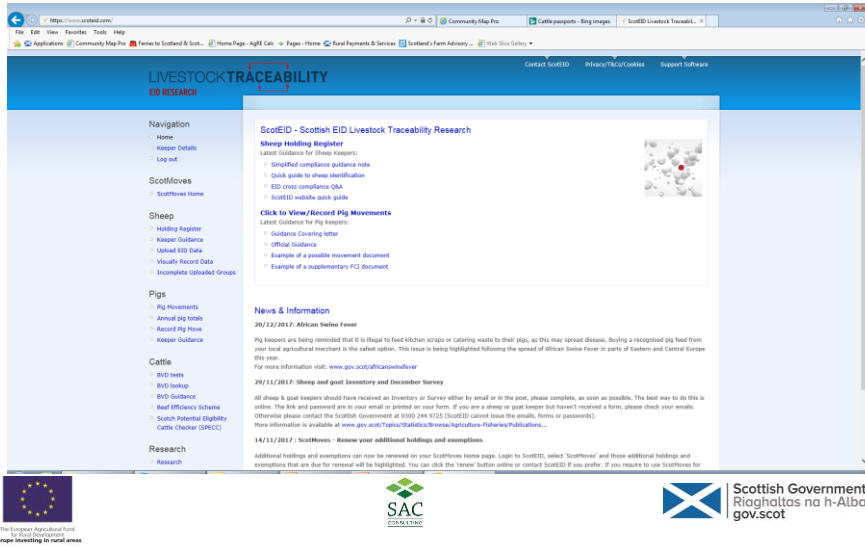 https://www.scoteid.com/
Community Map Pro
Cattle passports - Bing images
ScotEID Livestock Traceabil...
File Edit View Favorites Tools Help
Applications Community Map Pro Ferries to Scotland & Scot... Home Page - AgRE Calc Pages - Home Rural Payments & Services Scotland's Farm Advisory ... Web Slice Gallery
Contact ScotEID Privacy/T&Cs/Cookies Support Software
LIVESTOCKTRACEABILITY
EID RESEARCH
Navigation
Home
Keeper Details
Log out
ScotMoves
ScotMoves Home
Sheep
Holding Register
Keeper Guidance
Upload EID Data
Visually Record Data
Incomplete Uploaded Groups
Pigs
Pig Movements
Annual pig totals
Record Pig Move
Keeper Guidance
Cattle
BVD tests
BVD lookup
BVD Guidance
Beef Efficiency Scheme
Scotch Potential Eligibility
Cattle Checker (SPECC)
Research
Research
ScotEID - Scottish EID Livestock Traceability Research
Sheep Holding Register
Latest Guidance for Sheep Keepers:
Simplified compliance guidance note
Quick guide to sheep identification
EID cross compliance Q&A
ScotEID website quick guide
Click to View/Record Pig Movements
Latest Guidance for Pig Keepers:
Guidance Covering letter
Official Guidance
Example of a possible movement document
Example of a supplementary FCI document
News & Information
20/12/2017: African Swine Fever
Pig keepers are being reminded that it is illegal to feed kitchen scraps or catering waste to their pigs, as this may spread disease. Buying a recognised pig feed from
your local agricultural merchant is the safest option. This issue is being highlighted following the spread of African Swine Fever in parts of Eastern and Central Europe
this year.
For more information visit: www.gov.scot/africanswinefever
29/11/2017: Sheep and goat Inventory and December Survey
All sheep & goat keepers should have received an Inventory or Survey either by email or in the post, please complete, as soon as possible. The best way to do this is
online. The link and password are in your email or printed on your form. If you are a sheep or goat keeper but haven't received a form, please check your emails.
Otherwise please contact the Scottish Government at 0300 244 9725 (ScotEID cannot issue the emails, forms or passwords).
More information is available at www.gov.scot/Topics/Statistics/Browse/Agriculture-Fisheries/Publications...
14/11/2017 : ScotMoves - Renew your additional holdings and exemptions
Additional holdings and exemptions can now be renewed on your ScotMoves Home page. Login to ScotEID, select 'ScotMoves' and those additional holdings and
exemptions that are due for renewal will be highlighted. You can click the 'renew' button online or contact ScotEID if you prefer. If you require to use ScotMoves for
The European Agricultural Fund
for Rural Development
rope investing in rural areas
SAC
CONSULTING
Scottish Government
Riaghaltas na h-Alba
gov.scot